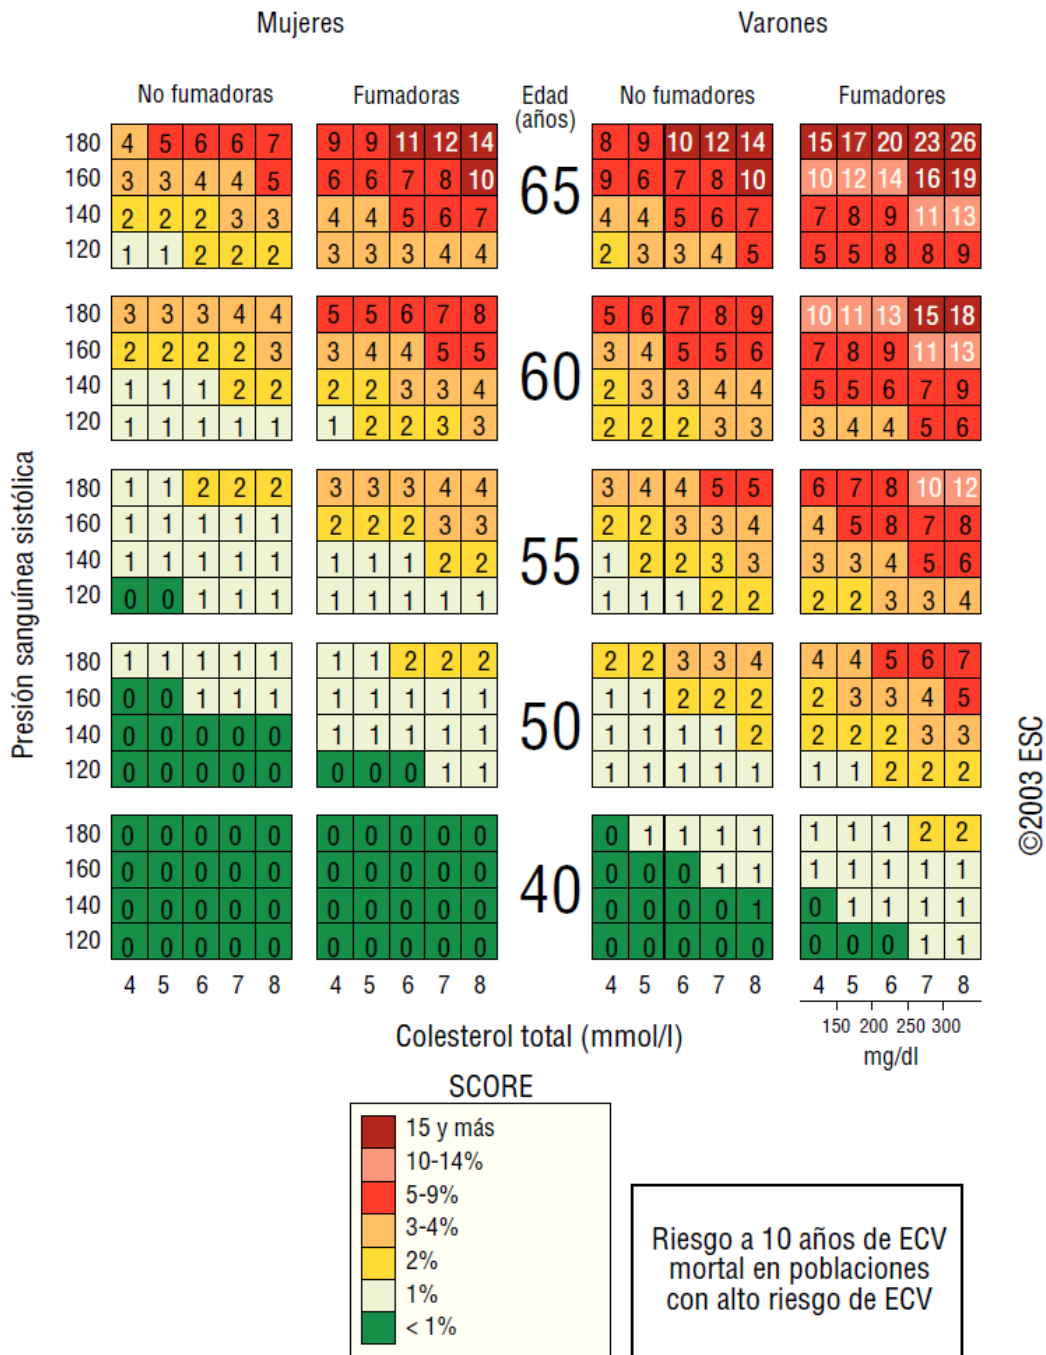 Mujeres Varones
No fumadoras Fumadoras Edad (años) No fumadores Fumadores
Presión sanguínea sistólica
180 4 5 6 6 7 9 9 11 12 14 8 9 10 12 14 15 17 20 23 26
160 3 3 4 4 5 6 6 7 8 10 65 9 6 7 8 10 10 12 14 16 19
140 2 2 2 3 3 4 4 5 6 7 4 4 5 6 7 7 8 9 11 13
120 1 1 2 2 2 3 3 3 4 4 2 3 3 4 5 5 5 8 8 9
180 3 3 3 4 4 5 5 6 7 8 5 6 7 8 9 10 11 13 15 18
160 2 2 2 2 3 3 4 4 5 5 60 3 4 5 5 6 7 8 9 11 13
140 1 1 1 2 2 2 2 3 3 4 2 3 3 4 4 5 5 6 7 9
120 1 1 1 1 1 1 2 2 3 3 2 2 2 3 3 3 4 4 5 6
180 1 1 2 2 2 3 3 3 4 4 3 4 4 5 5 6 7 8 10 12
160 1 1 1 1 1 2 2 2 3 3 55 2 2 3 3 4 4 5 8 7 8
140 1 1 1 1 1 1 1 1 2 2 1 2 2 3 3 3 3 4 5 6
120 0 0 1 1 1 1 1 1 1 1 1 1 1 2 2 2 2 3 3 4
180 1 1 1 1 1 1 1 2 2 2 2 2 3 3 4 4 4 5 6 7
160 0 0 1 1 1 1 1 1 1 1 50 1 1 2 2 2 2 3 3 4 5
140 0 0 0 0 0 1 1 1 1 1 1 1 1 1 2 2 2 2 3 3
120 0 0 0 0 0 0 0 0 1 1 1 1 1 1 1 1 1 2 2 2
180 0 0 0 0 0 0 0 0 0 0 0 1 1 1 1 1 1 1 2 2
160 0 0 0 0 0 0 0 0 0 0 40 0 0 0 1 1 1 1 1 1 1
140 0 0 0 0 0 0 0 0 0 0 0 0 0 0 1 0 1 1 1 1
120 0 0 0 0 0 0 0 0 0 0 0 0 0 0 0 0 0 0 1 1
4 5 6 7 8 4 5 6 7 8 4 5 6 7 8 4 5 6 7 8
150 200 250 300
mg/dl
Colesterol total (mmol/l)
©2003 ESC
SCORE
15 y más
10-14%
5-9%
3-4%
2%
1%
< 1%
Riesgo a 10 años de ECV
mortal en poblaciones
con alto riesgo de ECV